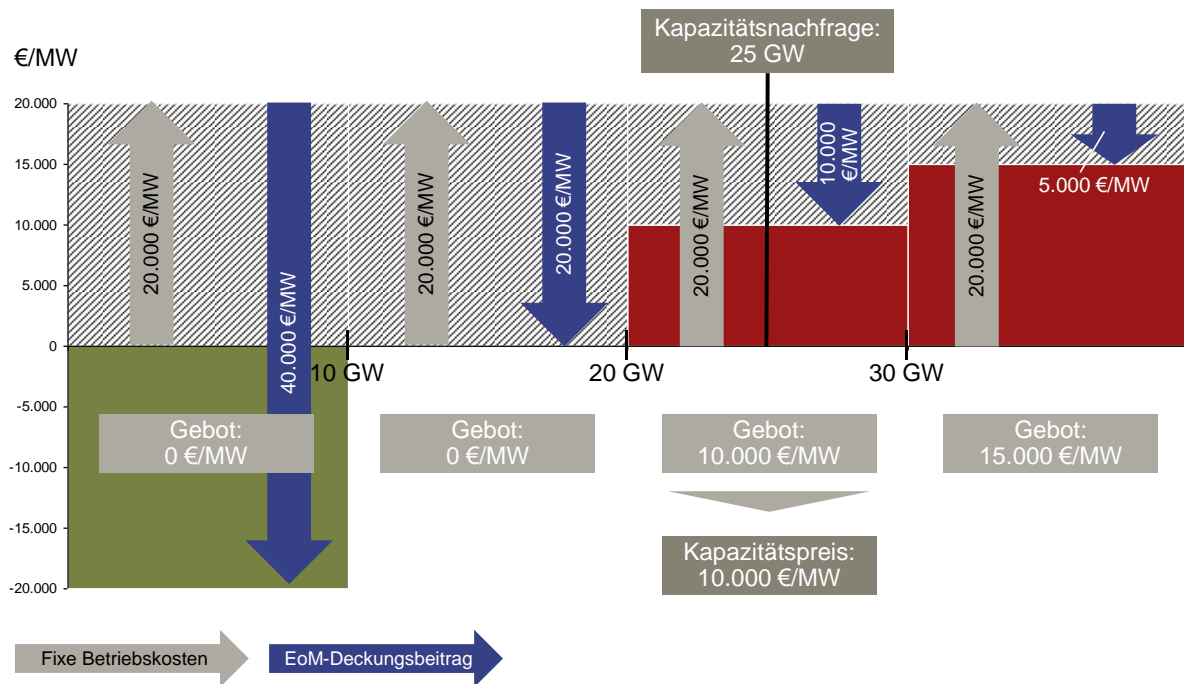 Kapazitätsnachfrage:
25 GW
€/MW
20.000
15.000
10.000
5.000
0
-5.000
-10.000
-15.000
-20.000
20.000 €/MW
40.000 €/MW
20.000 €/MW
20.000 €/MW
20.000 €/MW
10.000
€/MW
20.000 €/MW
5.000 €/MW
10 GW
20 GW
30 GW
Gebot:
0 €/MW
Gebot:
0 €/MW
Gebot:
10.000 €/MW
Gebot:
15.000 €/MW
Kapazitätspreis:
10.000 €/MW
Fixe Betriebskosten
EoM-Deckungsbeitrag